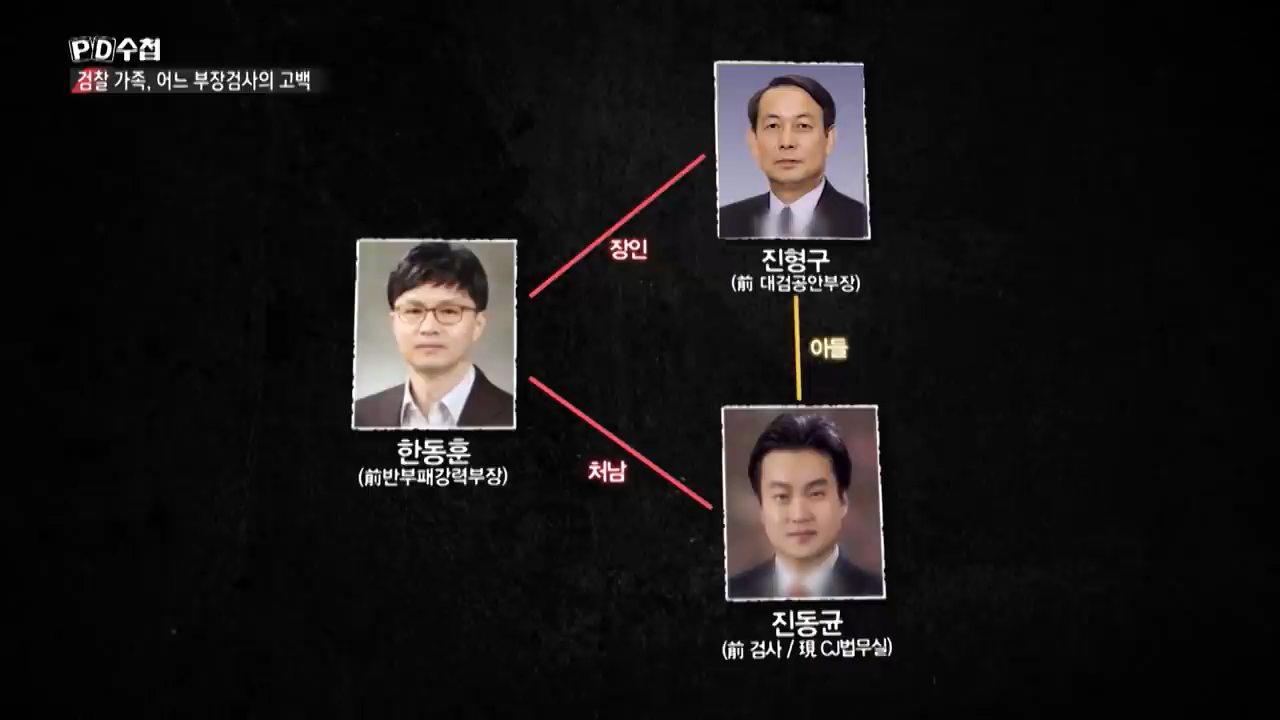 PD수첩
검찰 가족, 어느 부장검사의 고백
진형구
(前 대검공안부장)
장인
아들
한동훈
(前반부패강력부장)
처남
진동균
(前 검사 / 現 CJ법무실)